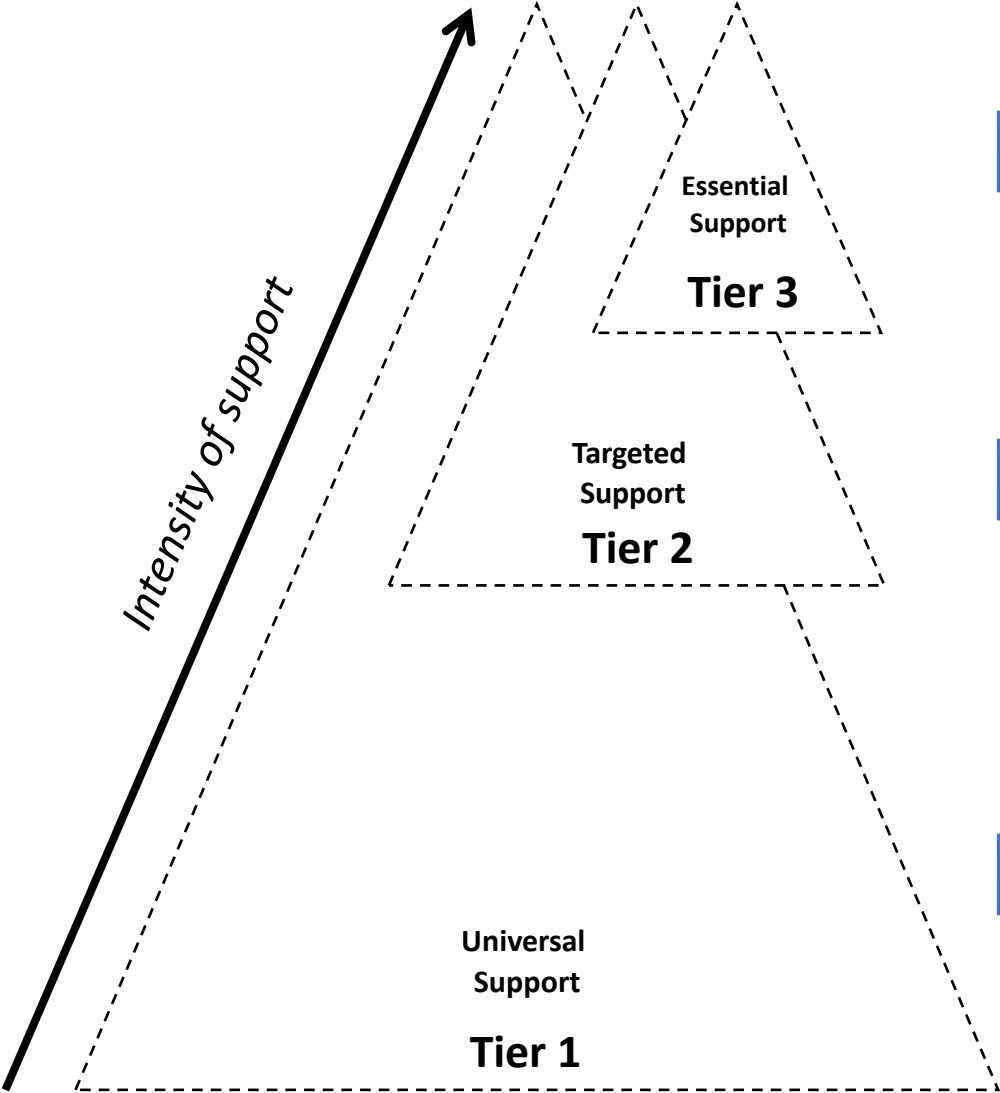 Intensity of support
Essential
Support
Tier 3
Targeted
Support
Tier 2
Universal
Support
Tier 1